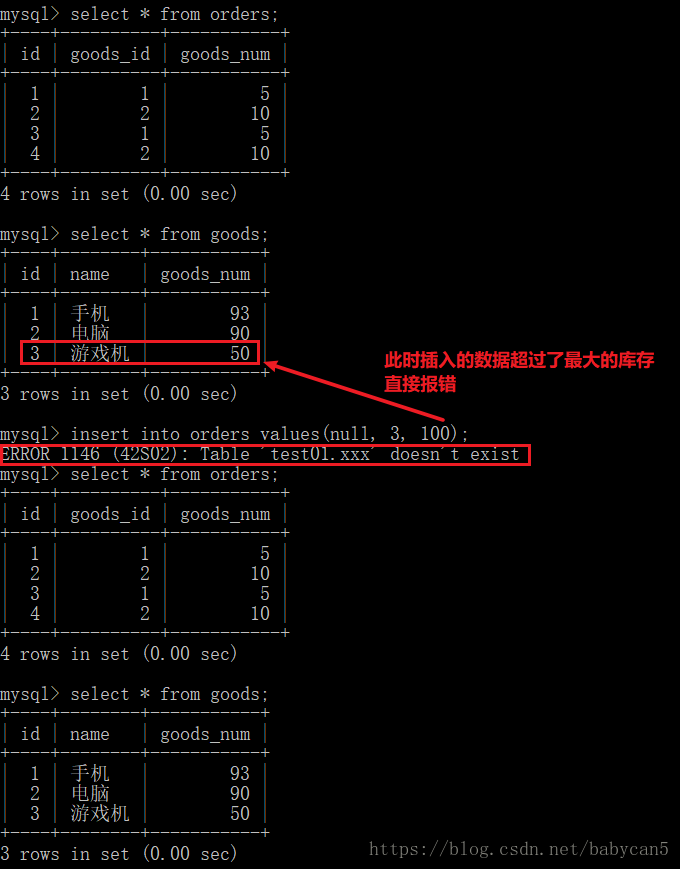 mysql> select * from orders;
+----+----------+-----------+
| id | goods_id | goods_num |
+----+----------+-----------+
| 1 | 1 | 5 |
| 2 | 2 | 10 |
| 3 | 1 | 5 |
| 4 | 2 | 10 |
+----+----------+-----------+
4 rows in set (0.00 sec)
mysql> select * from goods;
+----+--------+-----------+
| id | name | goods_num |
+----+--------+-----------+
| 1 | 手机 | 93 |
| 2 | 电脑 | 90 |
| 3 | 游戏机 | 50 |
+----+--------+-----------+
3 rows in set (0.00 sec)
此时插入的数据超过了最大的库存
直接报错
mysql> insert into orders values(null, 3, 100);
ERROR 1146 (42S02): Table 'test01.xxx' doesn't exist
mysql> select * from orders;
+----+----------+-----------+
| id | goods_id | goods_num |
+----+----------+-----------+
| 1 | 1 | 5 |
| 2 | 2 | 10 |
| 3 | 1 | 5 |
| 4 | 2 | 10 |
+----+----------+-----------+
4 rows in set (0.00 sec)
mysql> select * from goods;
+----+--------+-----------+
| id | name | goods_num |
+----+--------+-----------+
| 1 | 手机 | 93 |
| 2 | 电脑 | 90 |
| 3 | 游戏机 | 50 |
+----+--------+-----------+
3 rows in set (0.00 sec)
https://blog.csdn.net/babycan5